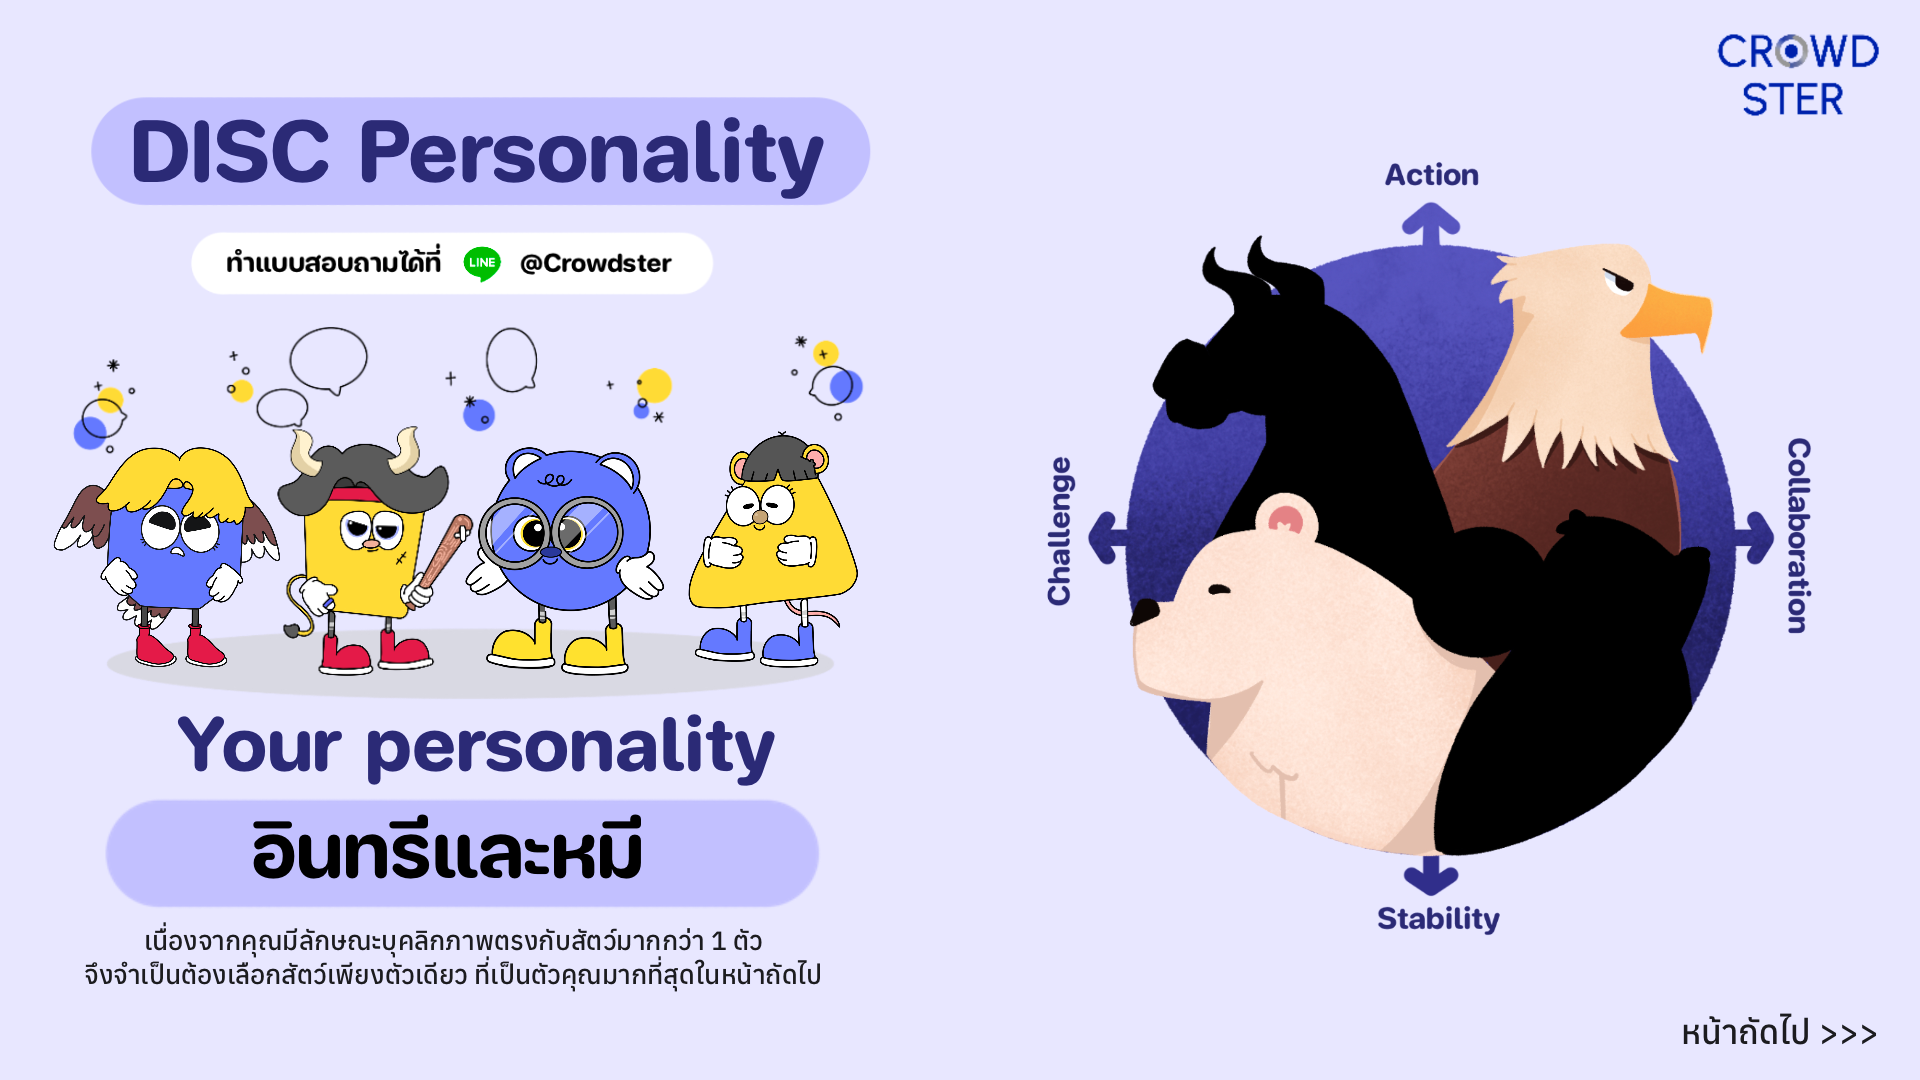 CROWD
STER
DISC Personality
ทำแบบสอบถามได้ที่ LINE @Crowdster
Action
Challenge
Collaboration
Stability
Your personality
อินทรีและหมี
เนื่องจากคุณมีลักษณะบุคลิกภาพตรงกับสัตว์มากกว่า 1 ตัว
จึงจำเป็นต้องเลือกสัตว์เพียงตัวเดียว ที่เป็นตัวคุณมากที่สุดในหน้าถัดไป
หน้าถัดไป >>>